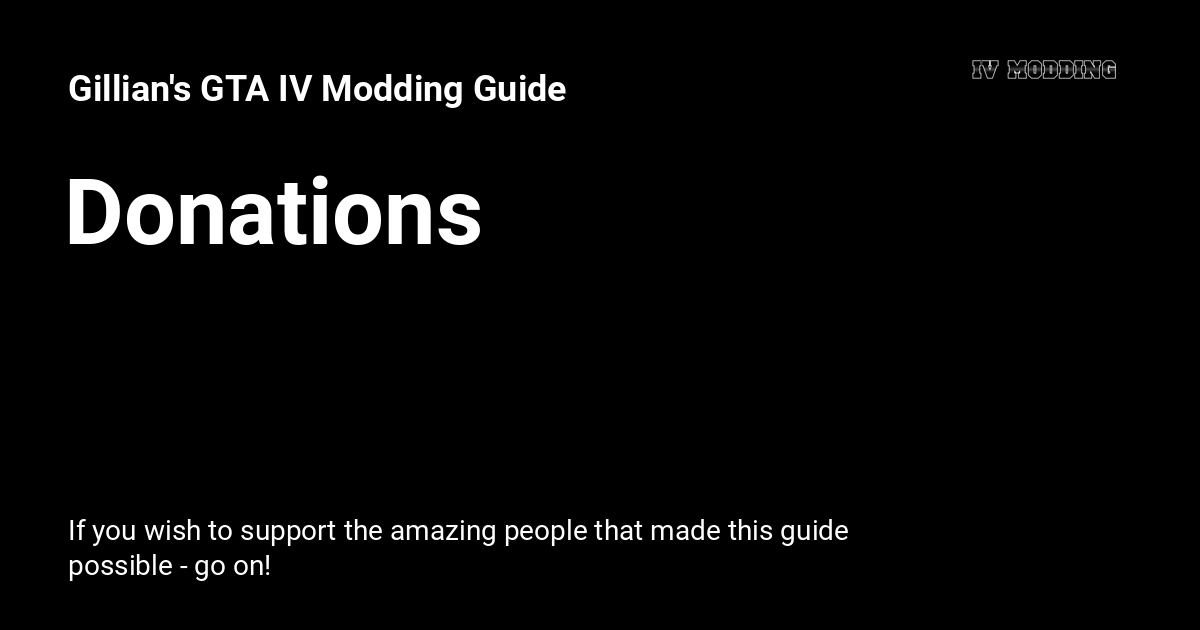 Gillian's GTA IV Modding Guide
IV MODDING
Donations
If you wish to support the amazing people that made this guide
possible - go on!